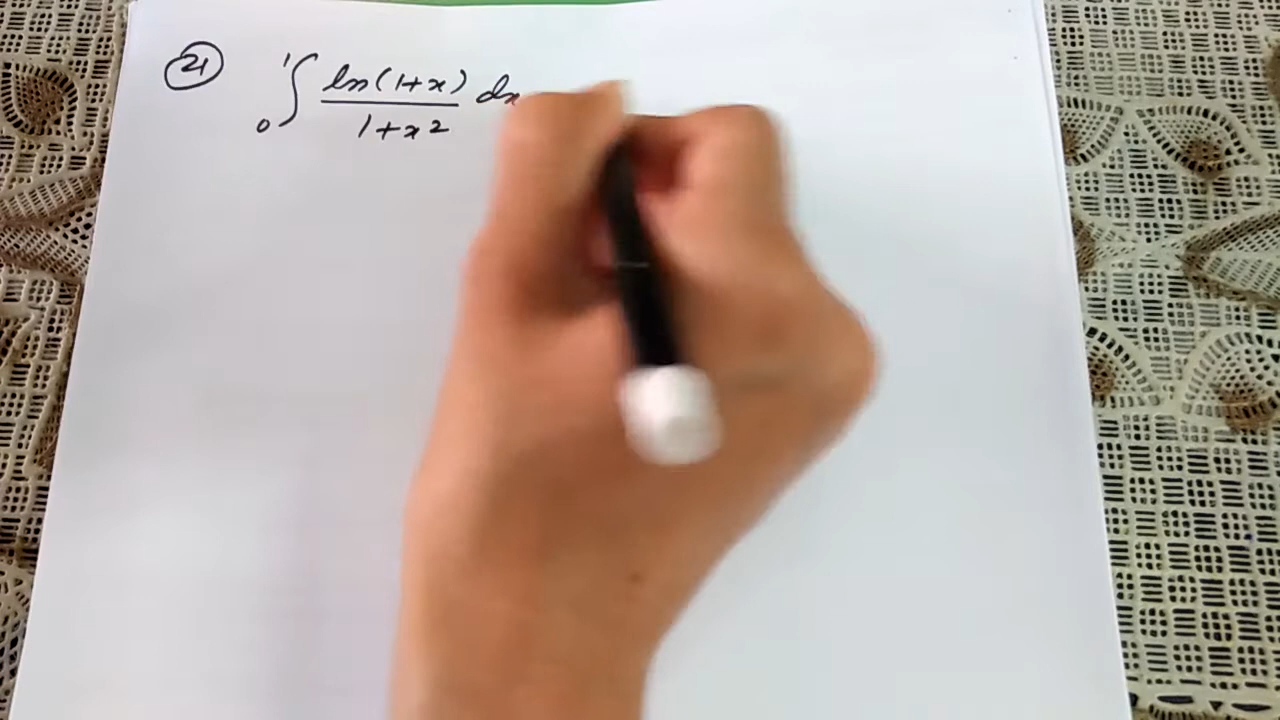 21 ∫₀¹ ln(1+x) / 1+x² dx